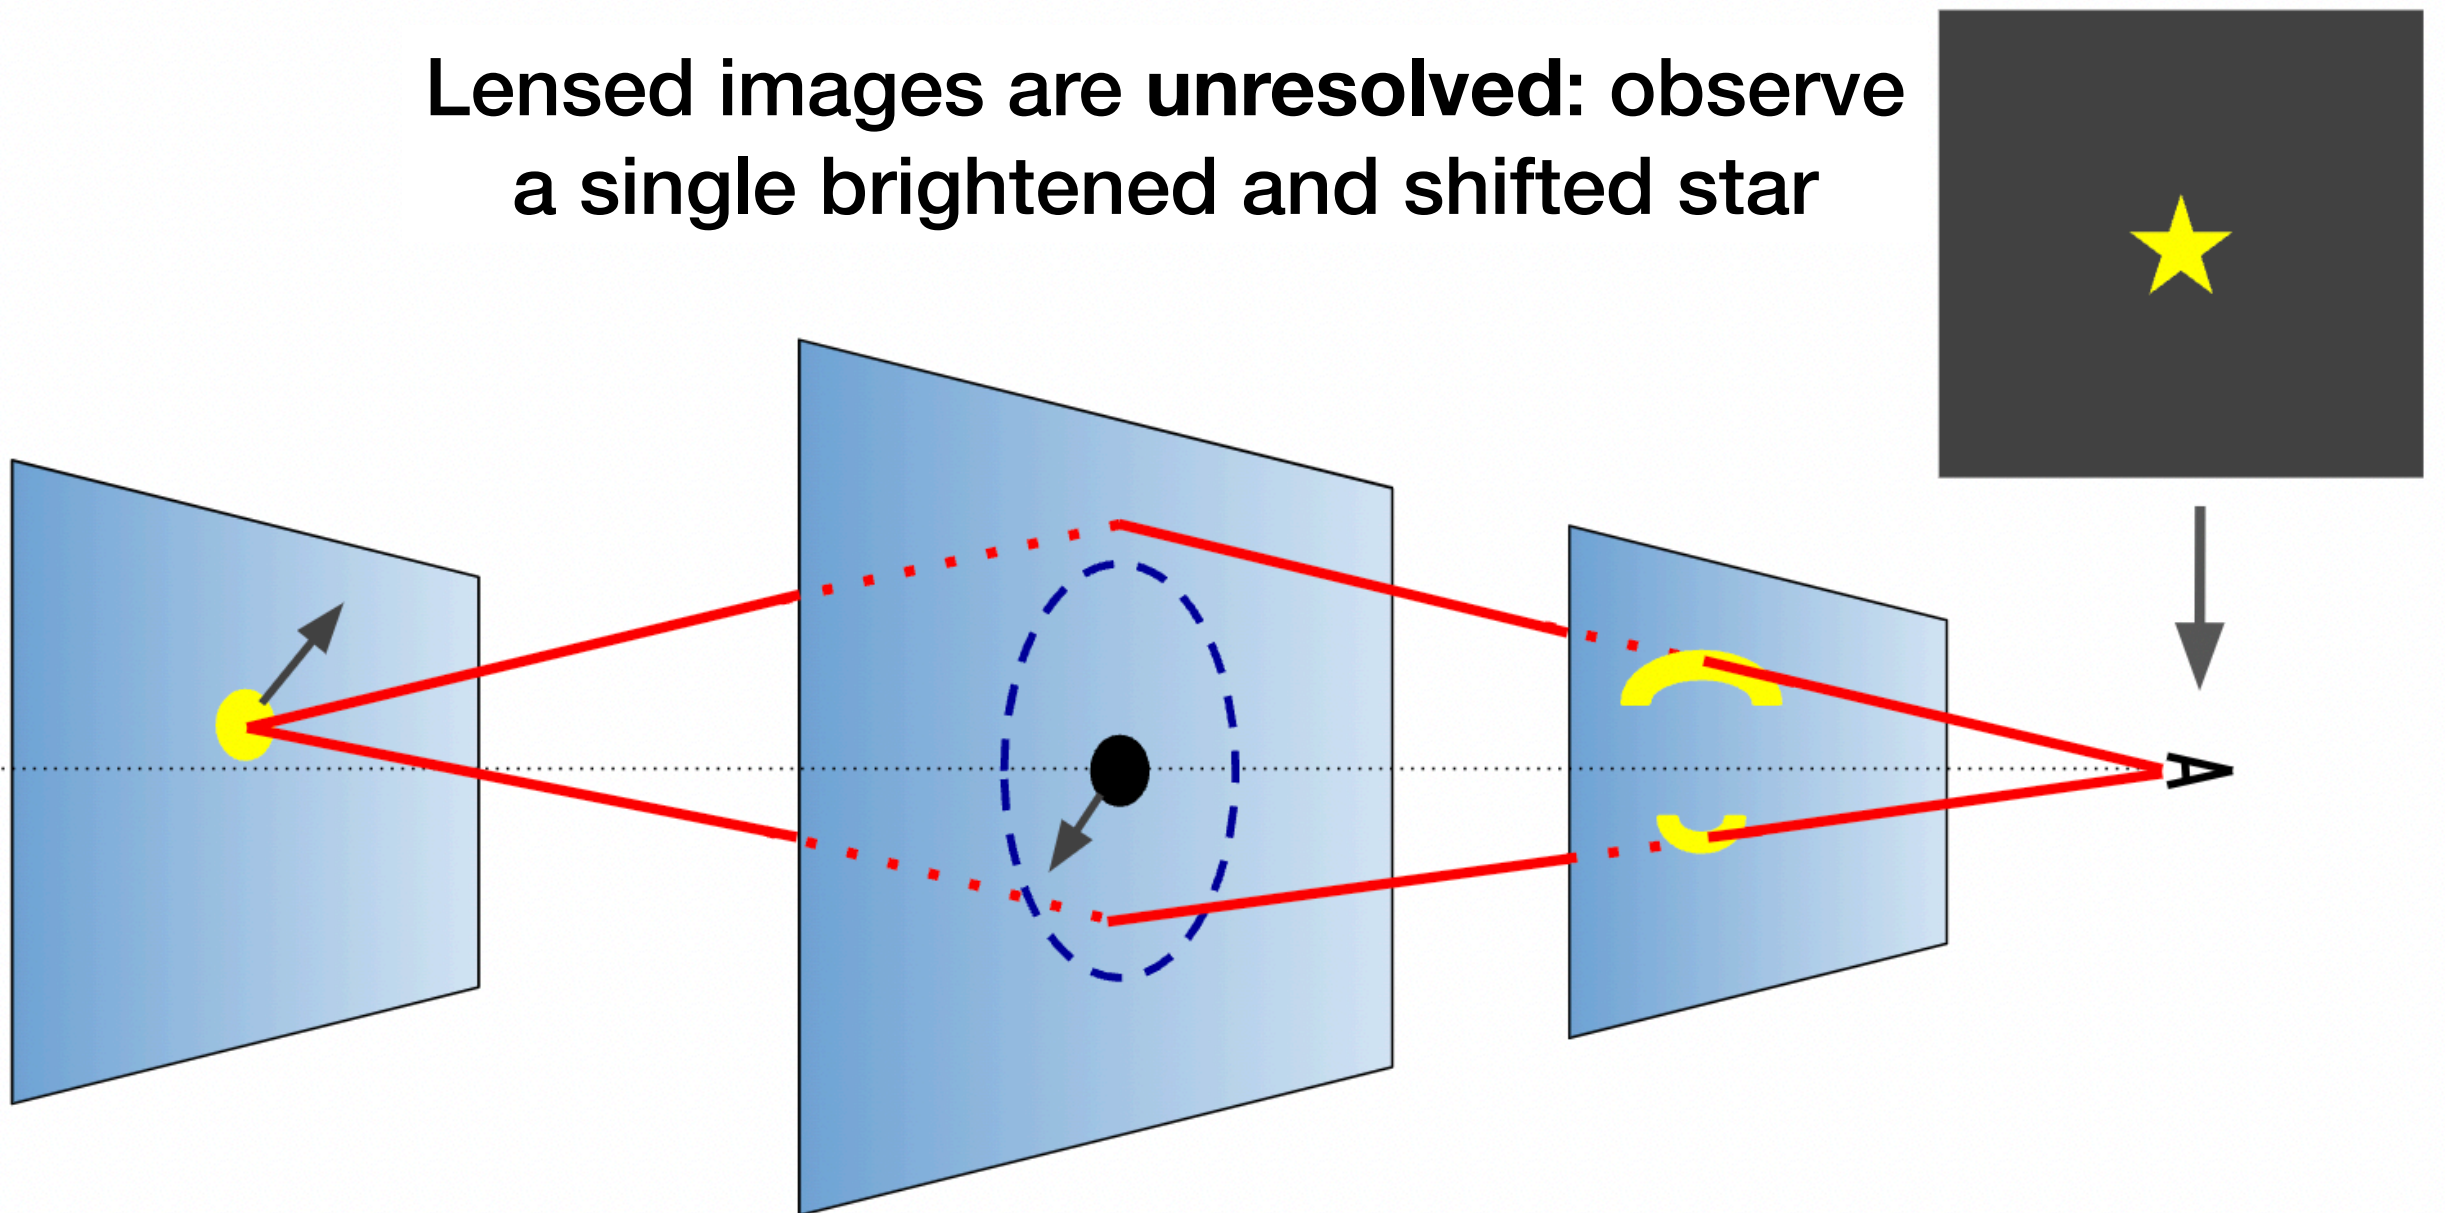 Lensed images are unresolved: observe
a single brightened and shifted star
A